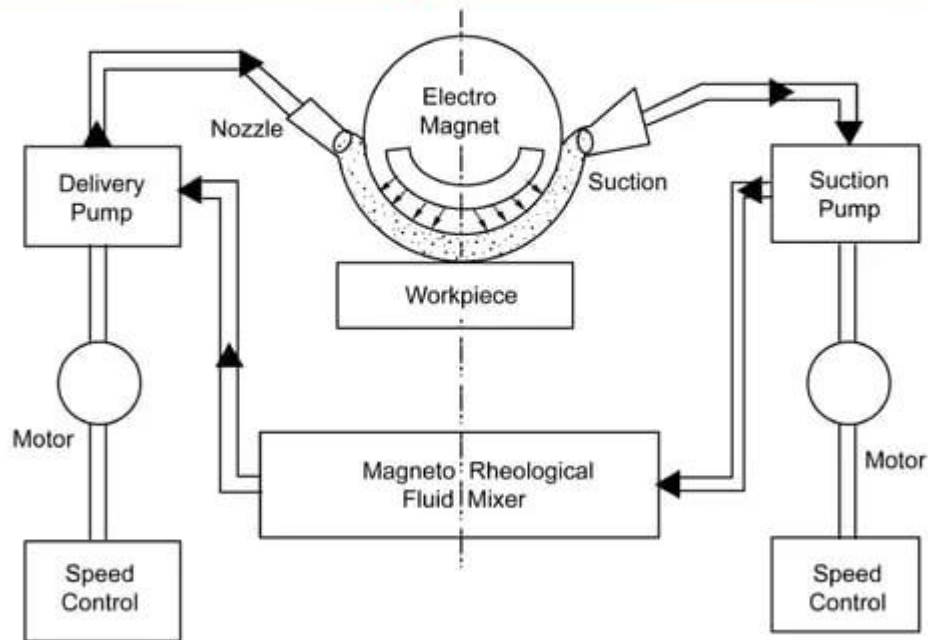 Electro
Magnet
Nozzle
Delivery
Pump
Suction
Suction
Pump
Workpiece
Motor
Magneto Rheological
Fluid Mixer
Motor
Speed
Control
Speed
Control